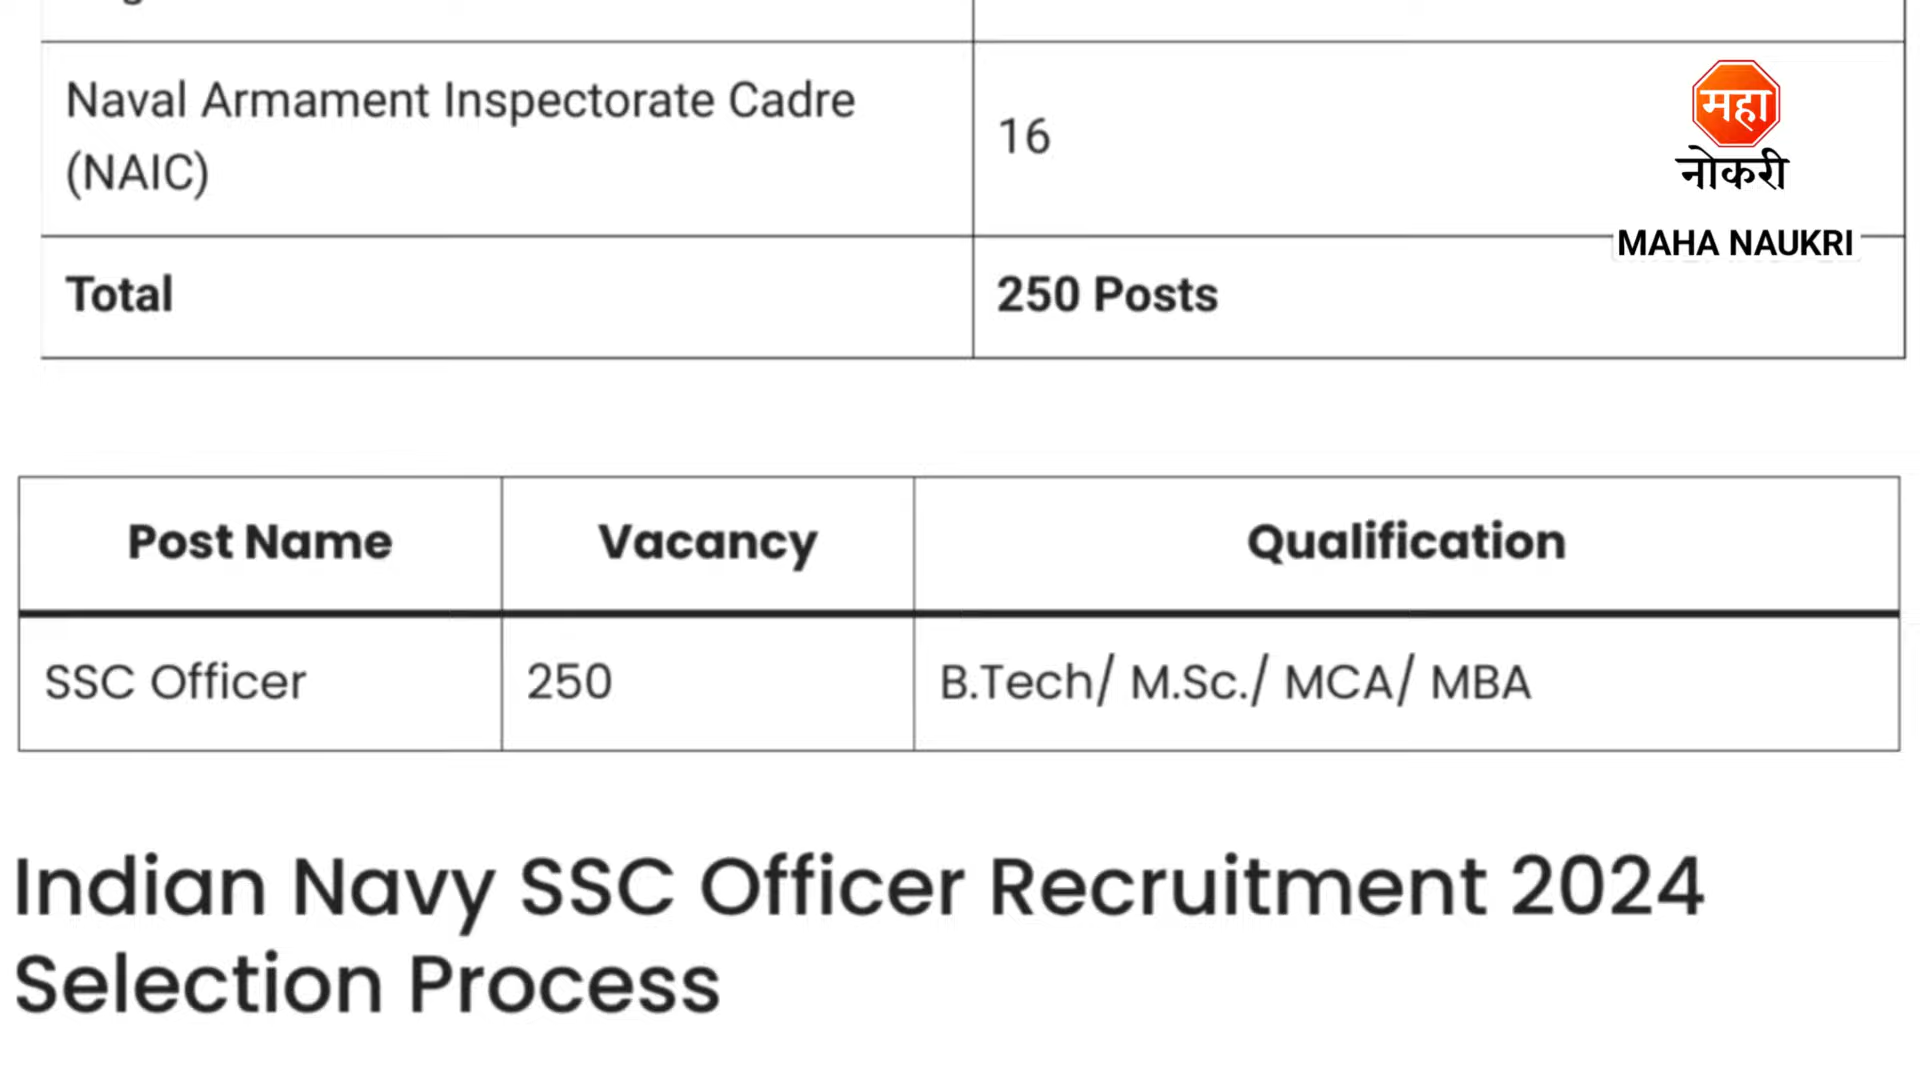 Naval Armament Inspectorate Cadre
(NAIC)
16
महा
नोकरी
MAHA NAUKRI
Total
250 Posts
Post Name
Vacancy
Qualification
SSC Officer
250
B.Tech/ M.Sc./ MCA/ MBA
Indian Navy SSC Officer Recruitment 2024
Selection Process